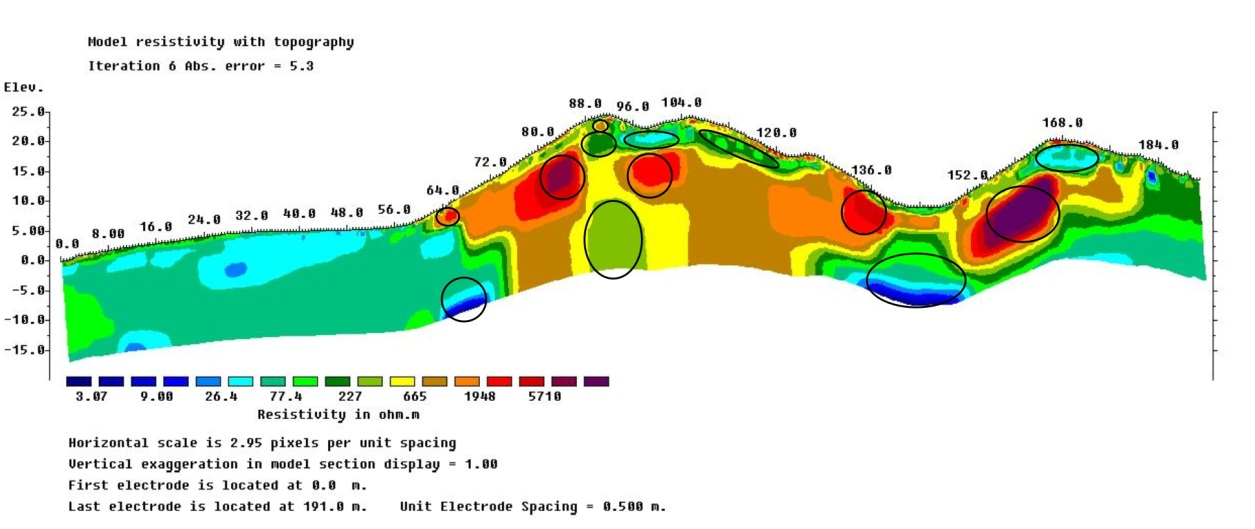 Model resistivity with topography
Iteration 6 Abs. error = 5.3
Elev.
88.0 96.0 104.0
25.0
168.0
80.0 120.0
20.0
184.0
72.0
15.0
136.0
152.0
64.0
10.0
56.0
48.0
40.0
32.0
24.0
16.0
8.00
5.00
0.0
0.0
-5.0
-10.0
-15.0
3.07 9.00 26.4 77.4 227 665 1948 5710
Resistivity in ohm.m
Horizontal scale is 2.95 pixels per unit spacing
Vertical exaggeration in model section display = 1.00
First electrode is located at 0.0 m.
Last electrode is located at 191.0 m. Unit Electrode Spacing = 0.500 m.